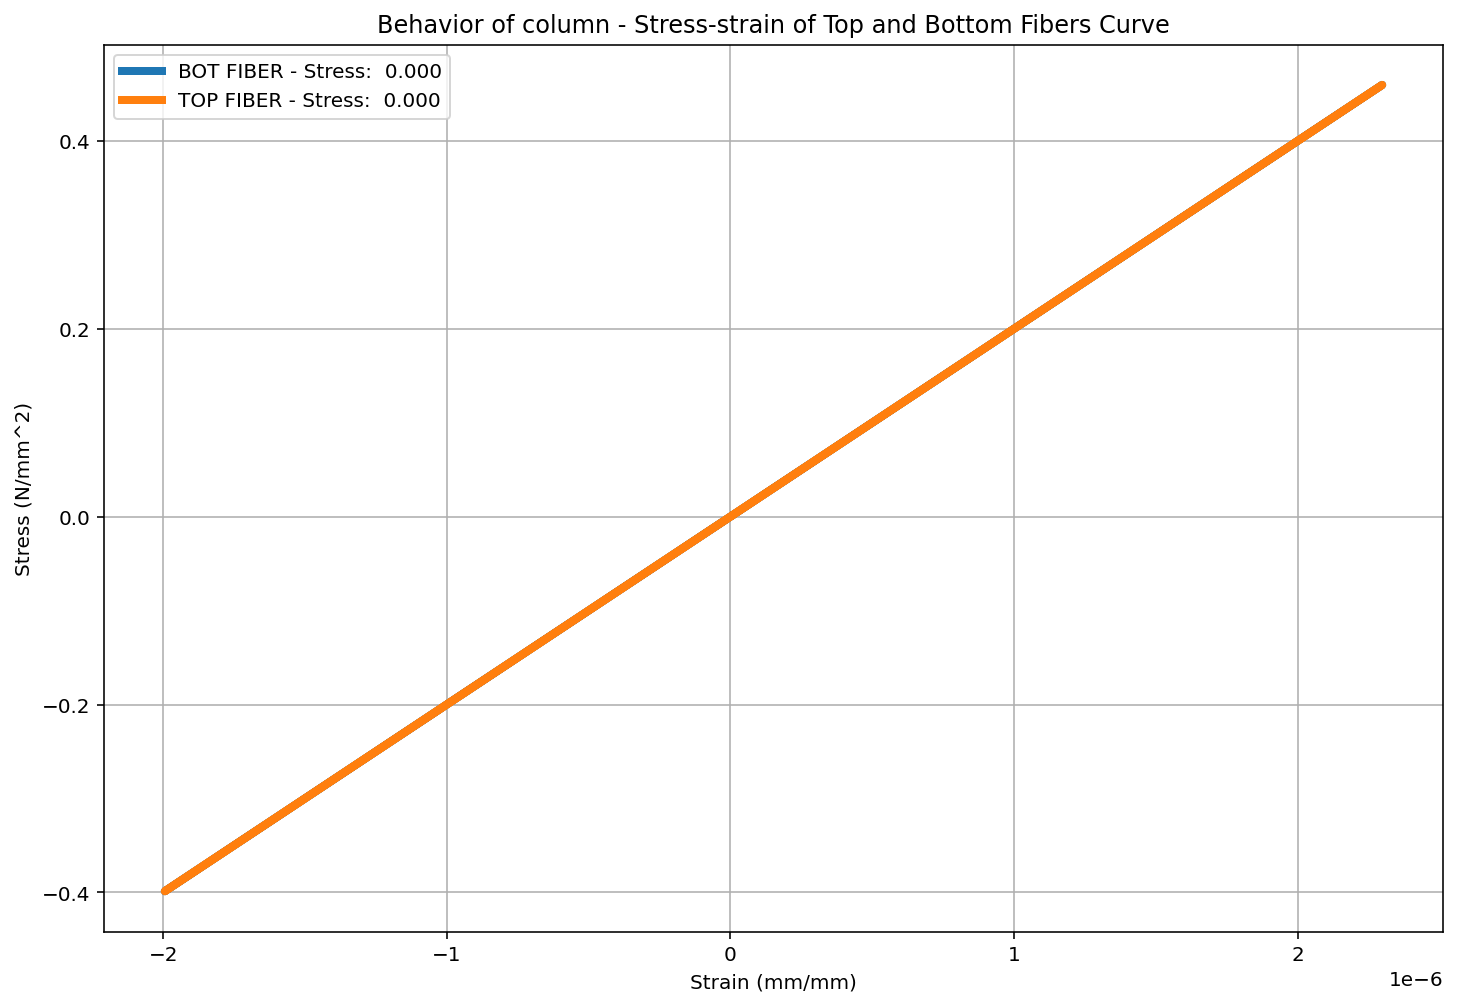 Behavior of column - Stress-strain of Top and Bottom Fibers Curve
BOT FIBER - Stress:  0.000
TOP FIBER - Stress:  0.000
Stress (N/mm^2)
0.4
0.2
0.0
−0.2
−0.4
−2
−1
0
1
2
Strain (mm/mm)
1e−6